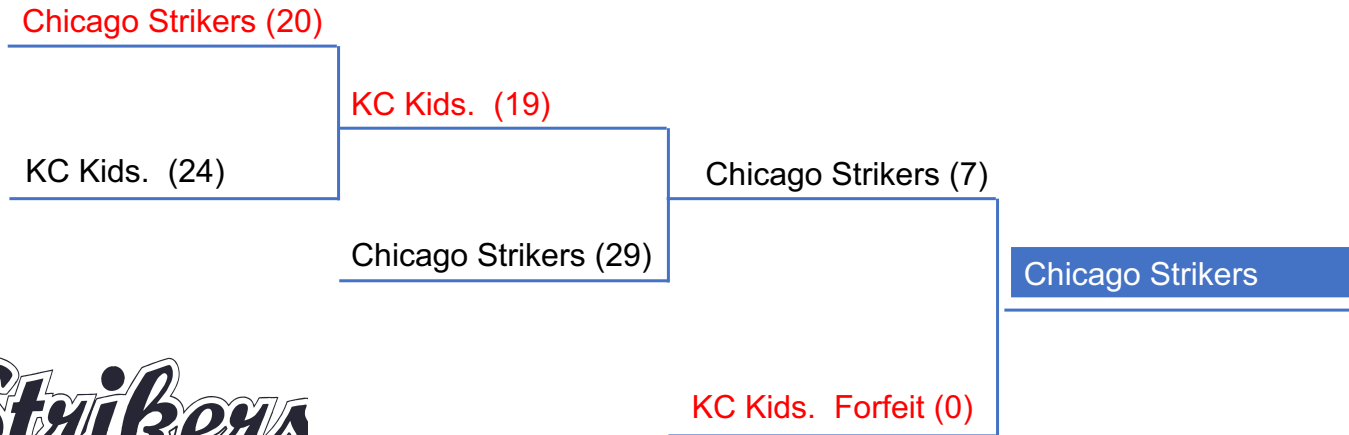 Chicago Strikers (20)
KC Kids.  (19)
KC Kids.  (24)
Chicago Strikers (7)
Chicago Strikers (29)
Chicago Strikers
KC Kids.  Forfeit (0)
Strikers